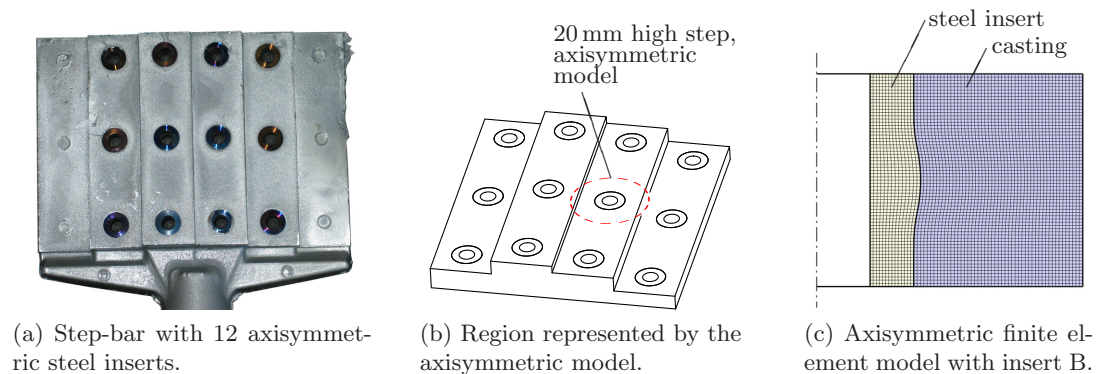 20 mm high step,
axisymmetric
model
steel insert
casting
(a) Step-bar with 12 axisymmet-
ric steel inserts.
(b) Region represented by the
axisymmetric model.
(c) Axisymmetric finite el-
ement model with insert B.